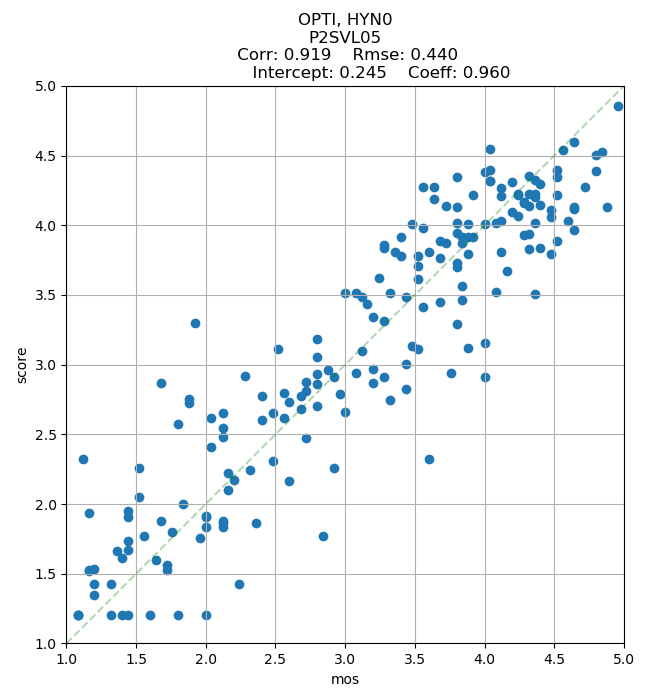 OPTI, HYN0
P2SVL05
Corr: 0.919    Rmse: 0.440
Intercept: 0.245    Coeff: 0.960
5.0
4.5
4.0
3.5
3.0
2.5
2.0
1.5
1.0
score
1.0 1.5 2.0 2.5 3.0 3.5 4.0 4.5 5.0
mos